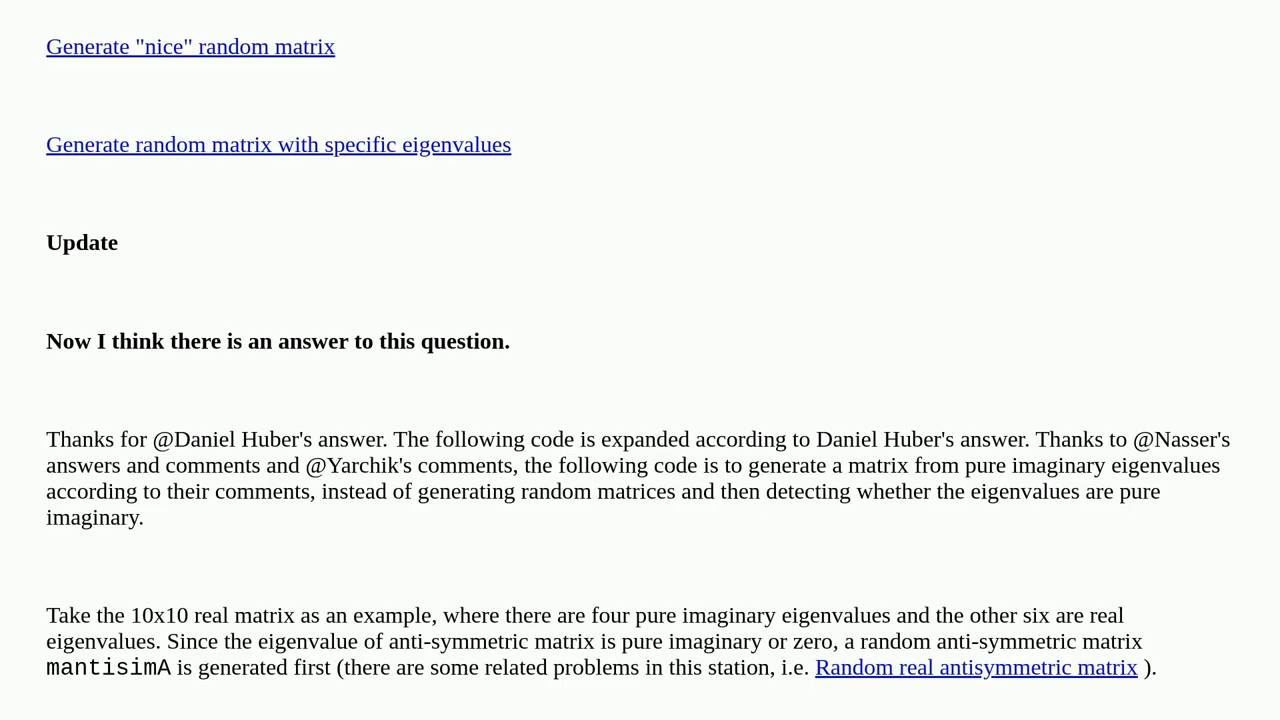 Generate "nice" random matrix
Generate random matrix with specific eigenvalues
Update
Now I think there is an answer to this question.
Thanks for @Daniel Huber's answer. The following code is expanded according to Daniel Huber's answer. Thanks to @Nasser's
answers and comments and @Yarchik's comments, the following code is to generate a matrix from pure imaginary eigenvalues
according to their comments, instead of generating random matrices and then detecting whether the eigenvalues are pure
imaginary.
Take the 10x10 real matrix as an example, where there are four pure imaginary eigenvalues and the other six are real
eigenvalues. Since the eigenvalue of anti-symmetric matrix is pure imaginary or zero, a random anti-symmetric matrix
mantisimA is generated first (there are some related problems in this station, i.e. Random real antisymmetric matrix ).